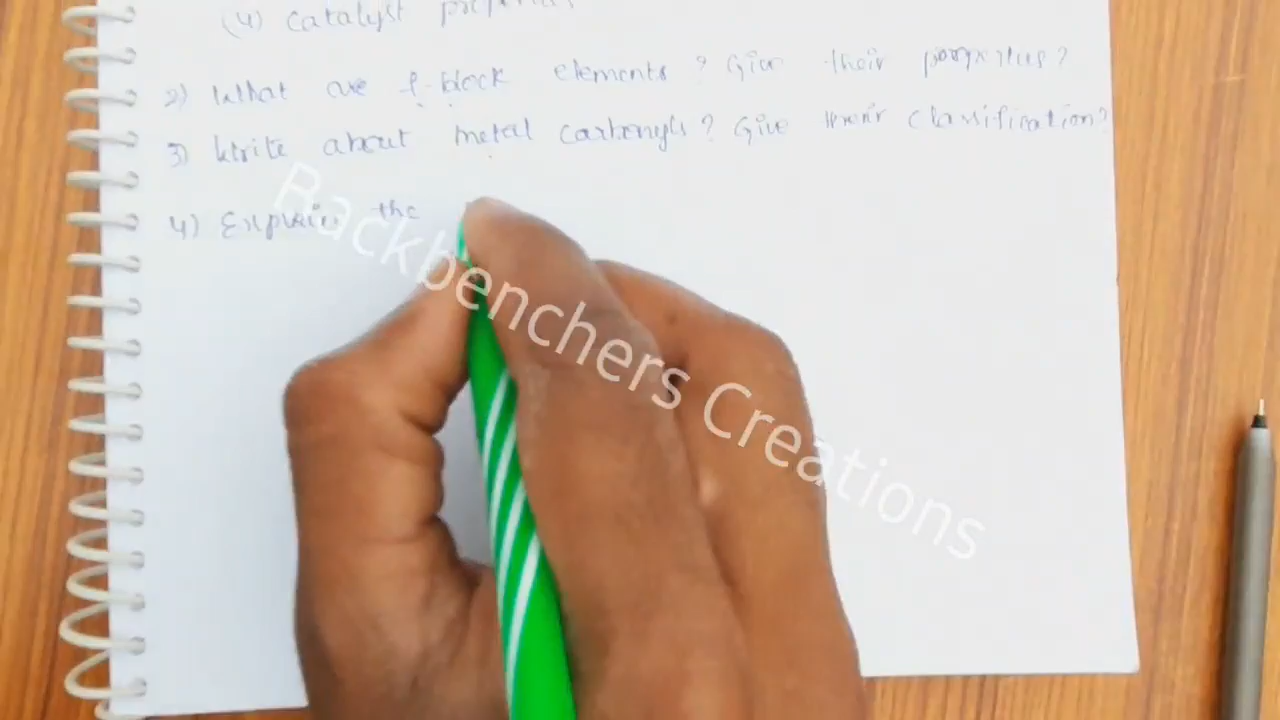 (4) Catalyst
2) What are f-block elements ? Give their properties?
3) Write about metal carbonyls? Give their classification?
4) Explain the
Backbenchers Creations